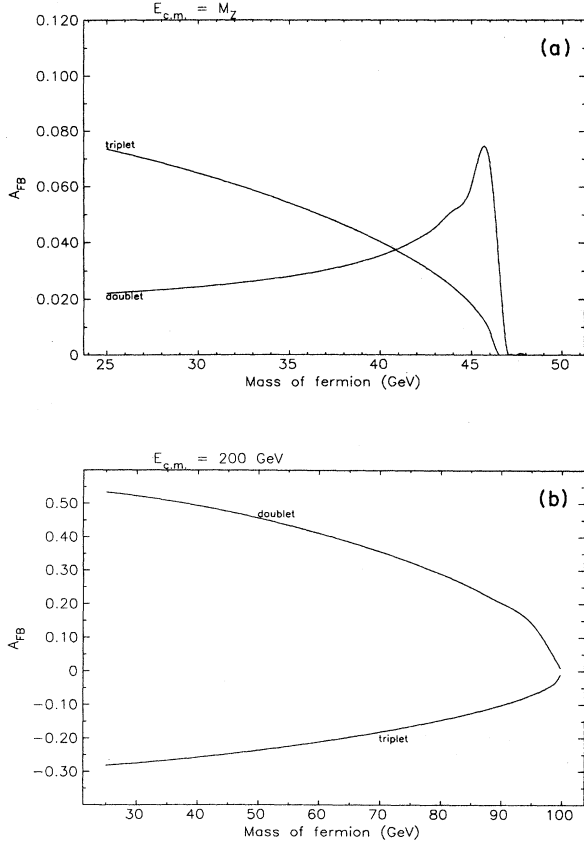 E_c.m. = M_Z
(a)
0.120
0.100
0.080
triplet
0.060
A_FB
0.040
doublet
0.020
0
25 30 35 40 45 50
Mass of fermion (GeV)
E_c.m. = 200 GeV
(b)
0.50
doublet
0.40
0.30
0.20
0.10
A_FB
0
-0.10
triplet
-0.20
-0.30
30 40 50 60 70 80 90 100
Mass of fermion (GeV)